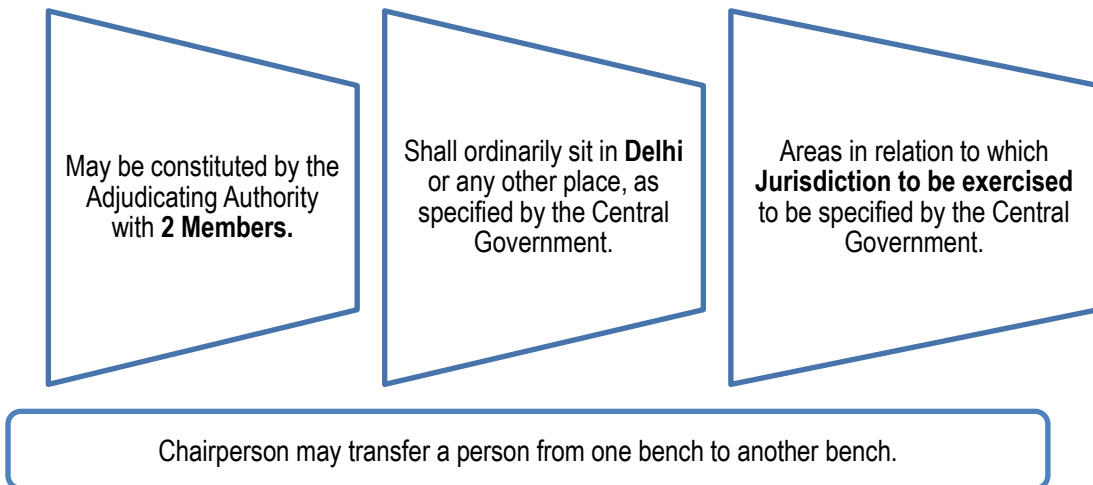 May be constituted by the
Adjudicating Authority
with 2 Members.
Shall ordinarily sit in Delhi
or any other place, as
specified by the Central
Government.
Areas in relation to which
Jurisdiction to be exercised
to be specified by the Central
Government.
Chairperson may transfer a person from one bench to another bench.